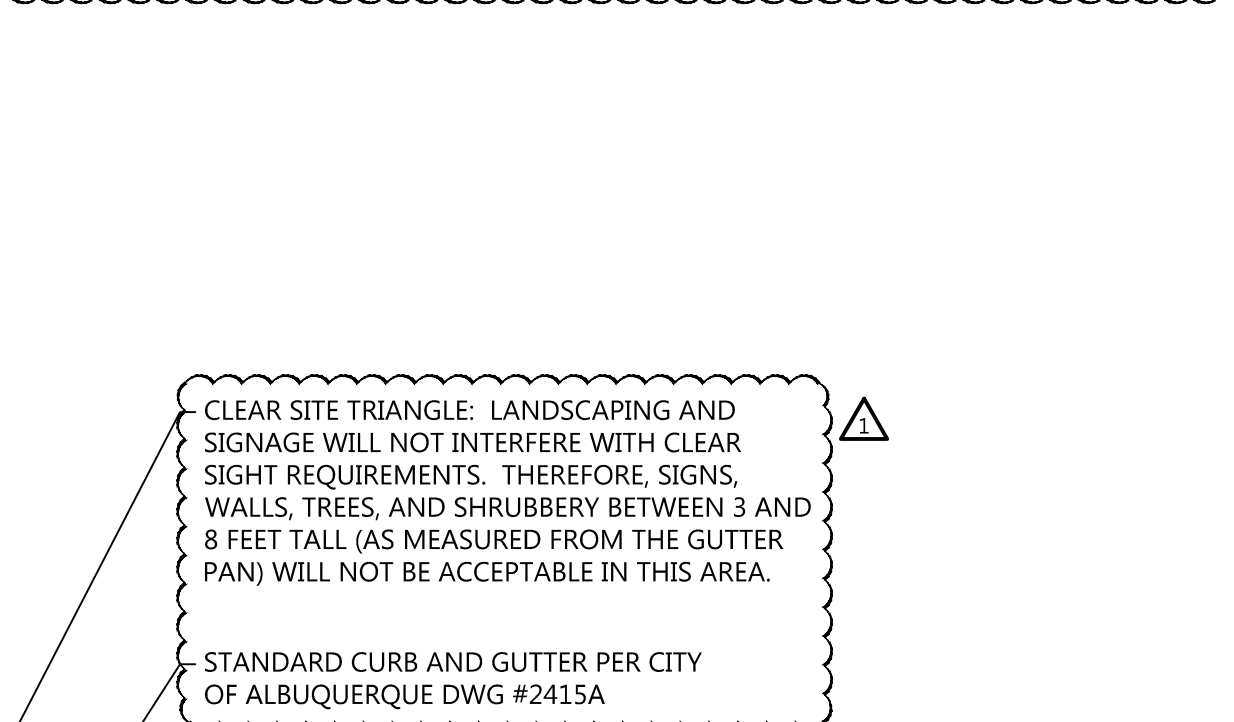 CLEAR SITE TRIANGLE:  LANDSCAPING AND
SIGNAGE WILL NOT INTERFERE WITH CLEAR
SIGHT REQUIREMENTS.  THEREFORE, SIGNS,
WALLS, TREES, AND SHRUBBERY BETWEEN 3 AND
8 FEET TALL (AS MEASURED FROM THE GUTTER
PAN) WILL NOT BE ACCEPTABLE IN THIS AREA.
1
STANDARD CURB AND GUTTER PER CITY
OF ALBUQUERQUE DWG #2415A